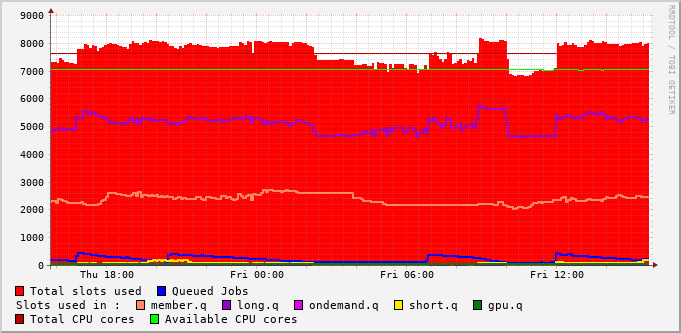 9000
8000
7000
6000
5000
4000
3000
2000
1000
0
Thu 18:00 Fri 00:00 Fri 06:00 Fri 12:00
Total slots used Queued Jobs
Slots used in : member.q long.q ondemand.q short.q gpu.q
Total CPU cores Available CPU cores
RRDTOOL / TOBI OETIKER